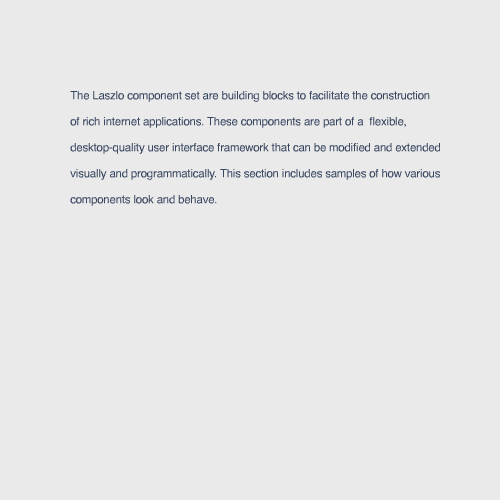 The Laszlo component set are building blocks to facilitate the construction
of rich internet applications. These components are part of a  flexible,
desktop-quality user interface framework that can be modified and extended
visually and programmatically. This section includes samples of how various
components look and behave.